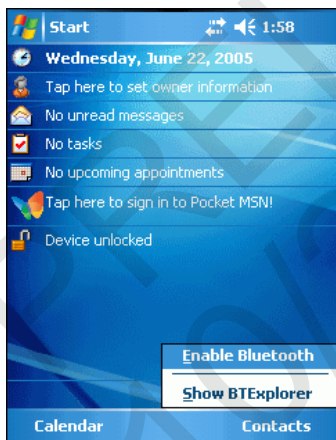 Start 1:58
Wednesday, June 22, 2005
Tap here to set owner information
No unread messages
No tasks
No upcoming appointments
Tap here to sign in to Pocket MSN!
Device unlocked
Enable Bluetooth
Show BTExplorer
Calendar Contacts